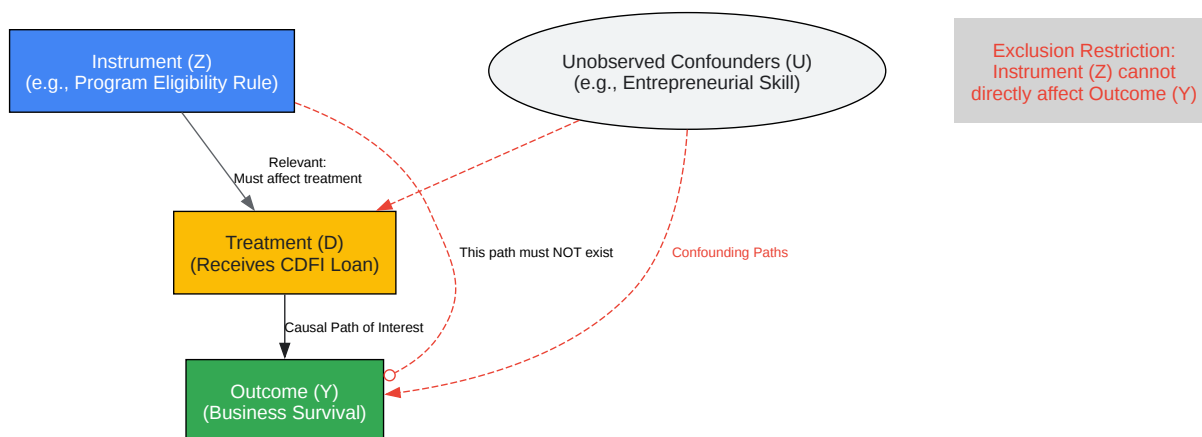 Instrument (Z)
(e.g., Program Eligibility Rule)
Unobserved Confounders (U)
(e.g., Entrepreneurial Skill)
Exclusion Restriction:
Instrument (Z) cannot
directly affect Outcome (Y)
Relevant:
Must affect treatment
Treatment (D)
(Receives CDFI Loan)
This path must NOT exist
Confounding Paths
Causal Path of Interest
Outcome (Y)
(Business Survival)